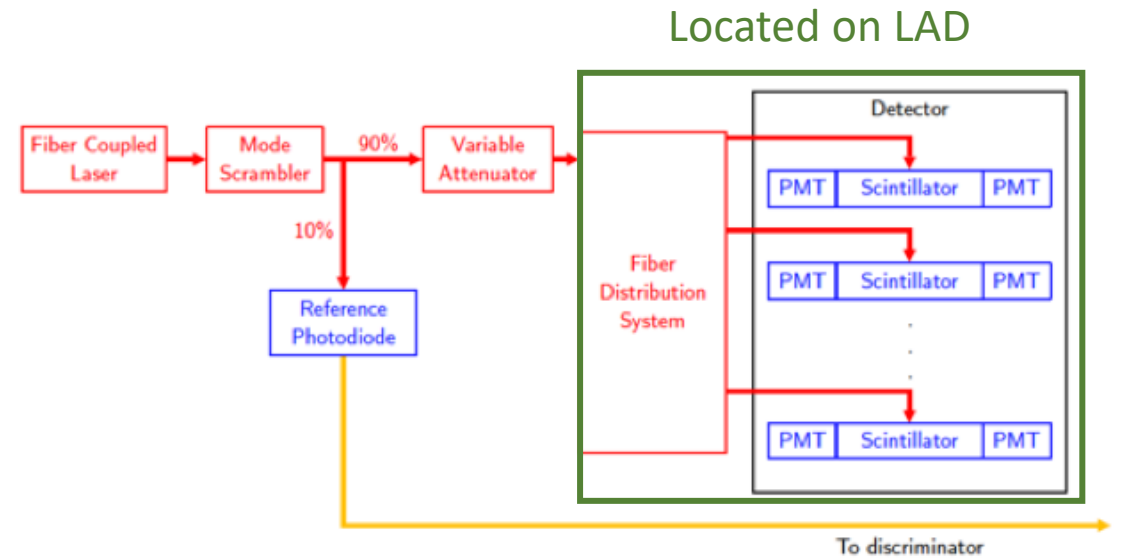 Located on LAD
Detector
Fiber Coupled
Laser
Mode
Scrambler
90%
Variable
Attenuator
PMT Scintillator PMT
10%
Fiber
Distribution
System
PMT Scintillator PMT
Reference
Photodiode
PMT Scintillator PMT
To discriminator